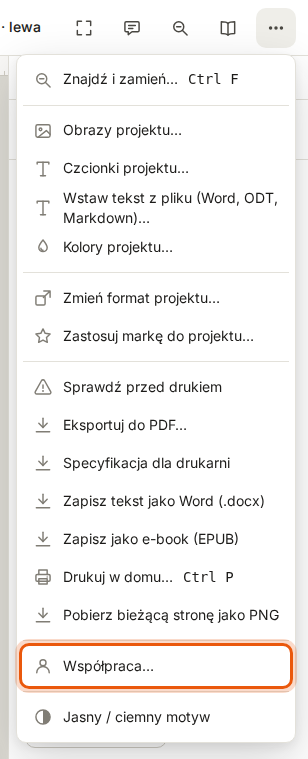 · lewa
Znajdź i zamień... Ctrl F
Obrazy projektu...
Czcionki projektu...
Wstaw tekst z pliku (Word, ODT,
Markdown)...
Kolory projektu...
Zmień format projektu...
Zastosuj markę do projektu...
Sprawdź przed drukiem
Eksportuj do PDF...
Specyfikacja dla drukarni
Zapisz tekst jako Word (.docx)
Zapisz jako e-book (EPUB)
Drukuj w domu... Ctrl P
Pobierz bieżącą stronę jako PNG
Współpraca...
Jasny / ciemny motyw